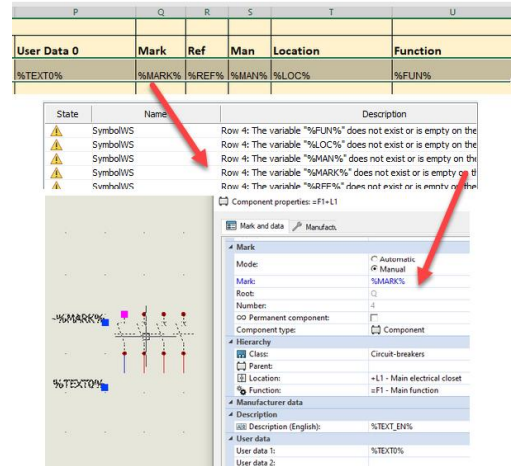 P Q R S T U
User Data 0 Mark Ref Man Location Function
%TEXT0% %MARK% %REF% %MAN% %LOC% %FUN%
State Name Description
SymbolWS Row 4: The variable "%FUN%" does not exist or is empty on the
SymbolWS Row 4: The variable "%LOC%" does not exist or is empty on the
SymbolWS Row 4: The variable "%MAN%" does not exist or is empty on the
SymbolWS Row 4: The variable "%MARK%" does not exist or is empty on th
SymbolWS Row 4: The variable "%REF%" does not exist or is empty on the
Component properties: =F1+L1
Mark and data Manufactu
Mark
Mode: Automatic
Manual
Mark: %MARK%
Root: Q
Number: 4
Permanent component:
Component type: Component
Hierarchy
Class: Circuit-breakers
Parent:
Location: +L1 - Main electrical closet
Function: =F1 - Main function
Manufacturer data
Description
Description (English): %TEXT_EN%
User data
User data 1: %TEXT0%
User data 2:
-%MARK%
%TEXT0%